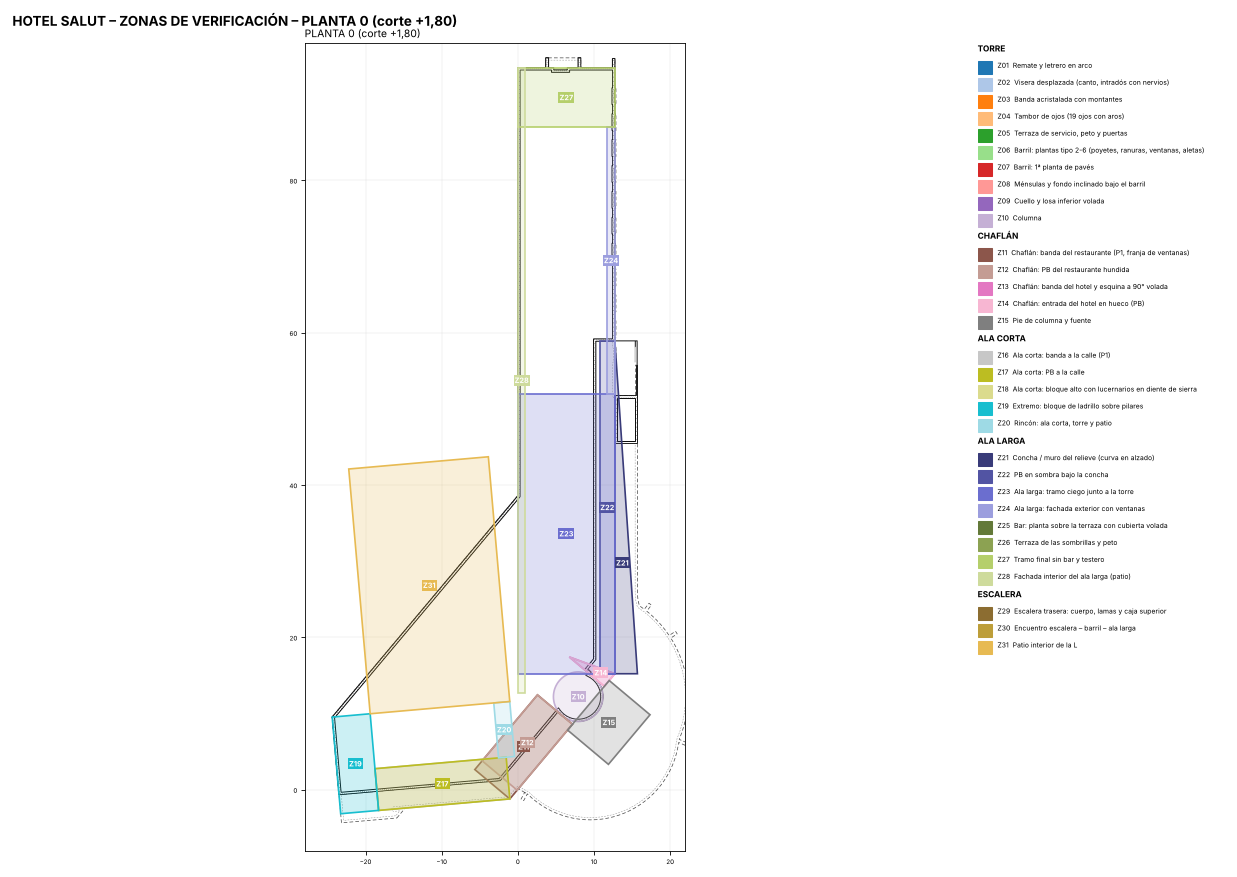 HOTEL SALUT – ZONAS DE VERIFICACIÓN – PLANTA 0 (corte +1,80)
PLANTA 0 (corte +1,80)
Z27
80
Z24
60
Z28
40
Z22
Z23
Z21
Z31
20
Z10
Z15
Z20
Z12
Z19
Z17
0
−20
−10
0
10
20
TORRE
Z01 Remate y letrero en arco
Z02 Visera desplazada (canto, intradós con nervios)
Z03 Banda acristalada con montantes
Z04 Tambor de ojos (19 ojos con aros)
Z05 Terraza de servicio, peto y puertas
Z06 Barril: plantas tipo 2-6 (poyetes, ranuras, ventanas, aletas)
Z07 Barril: 1ª planta de pavés
Z08 Ménsulas y fondo inclinado bajo el barril
Z09 Cuello y losa inferior volada
Z10 Columna
CHAFLÁN
Z11 Chaflán: banda del restaurante (P1, franja de ventanas)
Z12 Chaflán: PB del restaurante hundida
Z13 Chaflán: banda del hotel y esquina a 90° volada
Z14 Chaflán: entrada del hotel en hueco (PB)
Z15 Pie de columna y fuente
ALA CORTA
Z16 Ala corta: banda a la calle (P1)
Z17 Ala corta: PB a la calle
Z18 Ala corta: bloque alto con lucernarios en diente de sierra
Z19 Extremo: bloque de ladrillo sobre pilares
Z20 Rincón: ala corta, torre y patio
ALA LARGA
Z21 Concha / muro del relieve (curva en alzado)
Z22 PB en sombra bajo la concha
Z23 Ala larga: tramo ciego junto a la torre
Z24 Ala larga: fachada exterior con ventanas
Z25 Bar: planta sobre la terraza con cubierta volada
Z26 Terraza de las sombrillas y peto
Z27 Tramo final sin bar y testero
Z28 Fachada interior del ala larga (patio)
ESCALERA
Z29 Escalera trasera: cuerpo, lamas y caja superior
Z30 Encuentro escalera – barril – ala larga
Z31 Patio interior de la L